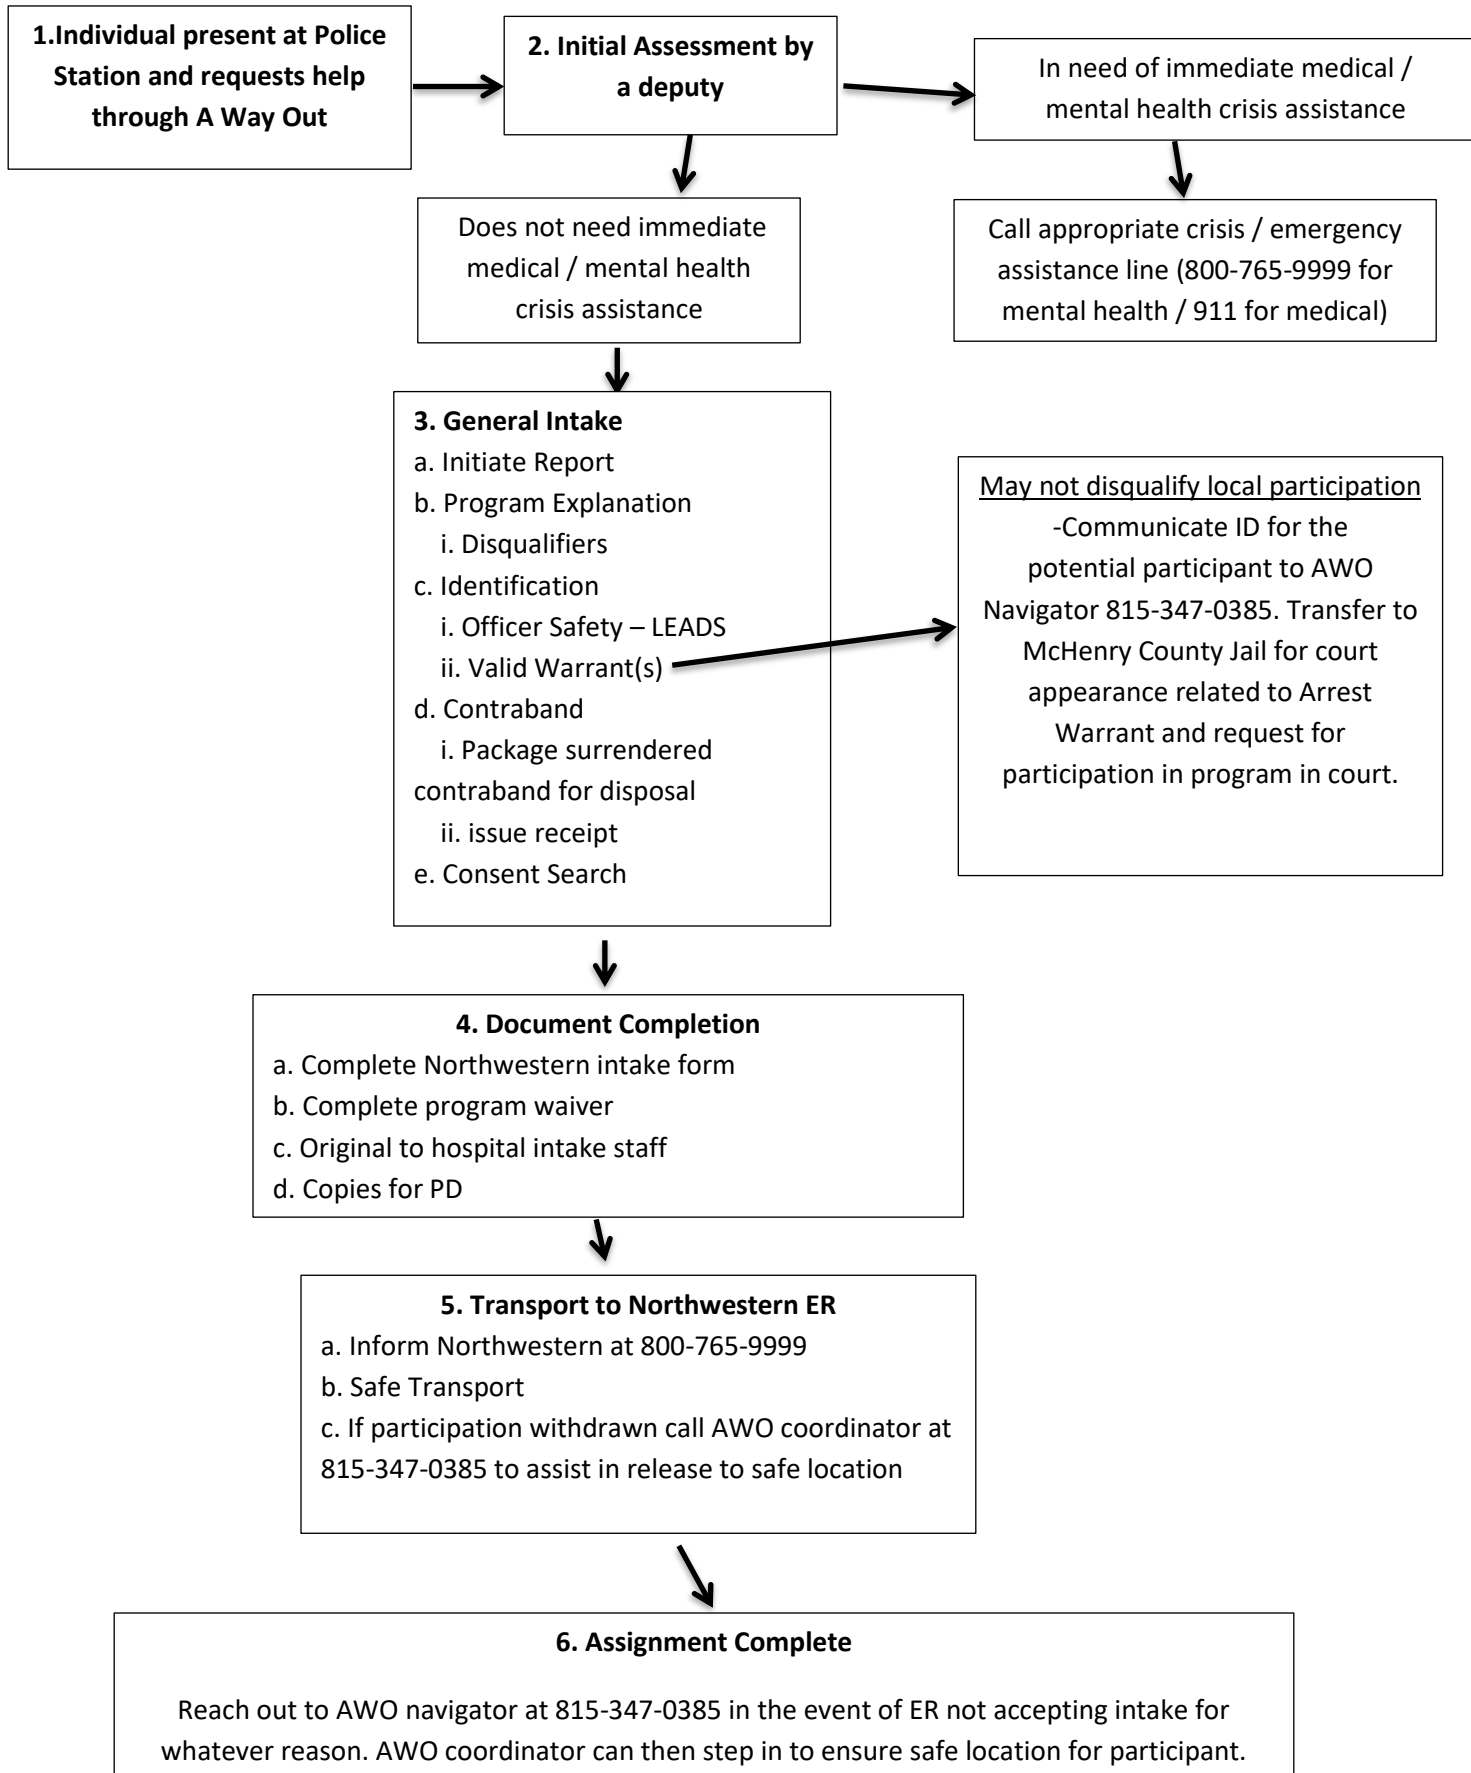 1.Individual present at Police
Station and requests help
through A Way Out
2. Initial Assessment by
a deputy
In need of immediate medical /
mental health crisis assistance
Does not need immediate
medical / mental health
crisis assistance
Call appropriate crisis / emergency
assistance line (800-765-9999 for
mental health / 911 for medical)
3. General Intake
a. Initiate Report
b. Program Explanation
i. Disqualifiers
c. Identification
i. Officer Safety – LEADS
ii. Valid Warrant(s)
d. Contraband
i. Package surrendered
contraband for disposal
ii. issue receipt
e. Consent Search
May not disqualify local participation
-Communicate ID for the
potential participant to AWO
Navigator 815-347-0385. Transfer to
McHenry County Jail for court
appearance related to Arrest
Warrant and request for
participation in program in court.
4. Document Completion
a. Complete Northwestern intake form
b. Complete program waiver
c. Original to hospital intake staff
d. Copies for PD
5. Transport to Northwestern ER
a. Inform Northwestern at 800-765-9999
b. Safe Transport
c. If participation withdrawn call AWO coordinator at
815-347-0385 to assist in release to safe location
6. Assignment Complete
Reach out to AWO navigator at 815-347-0385 in the event of ER not accepting intake for
whatever reason. AWO coordinator can then step in to ensure safe location for participant.